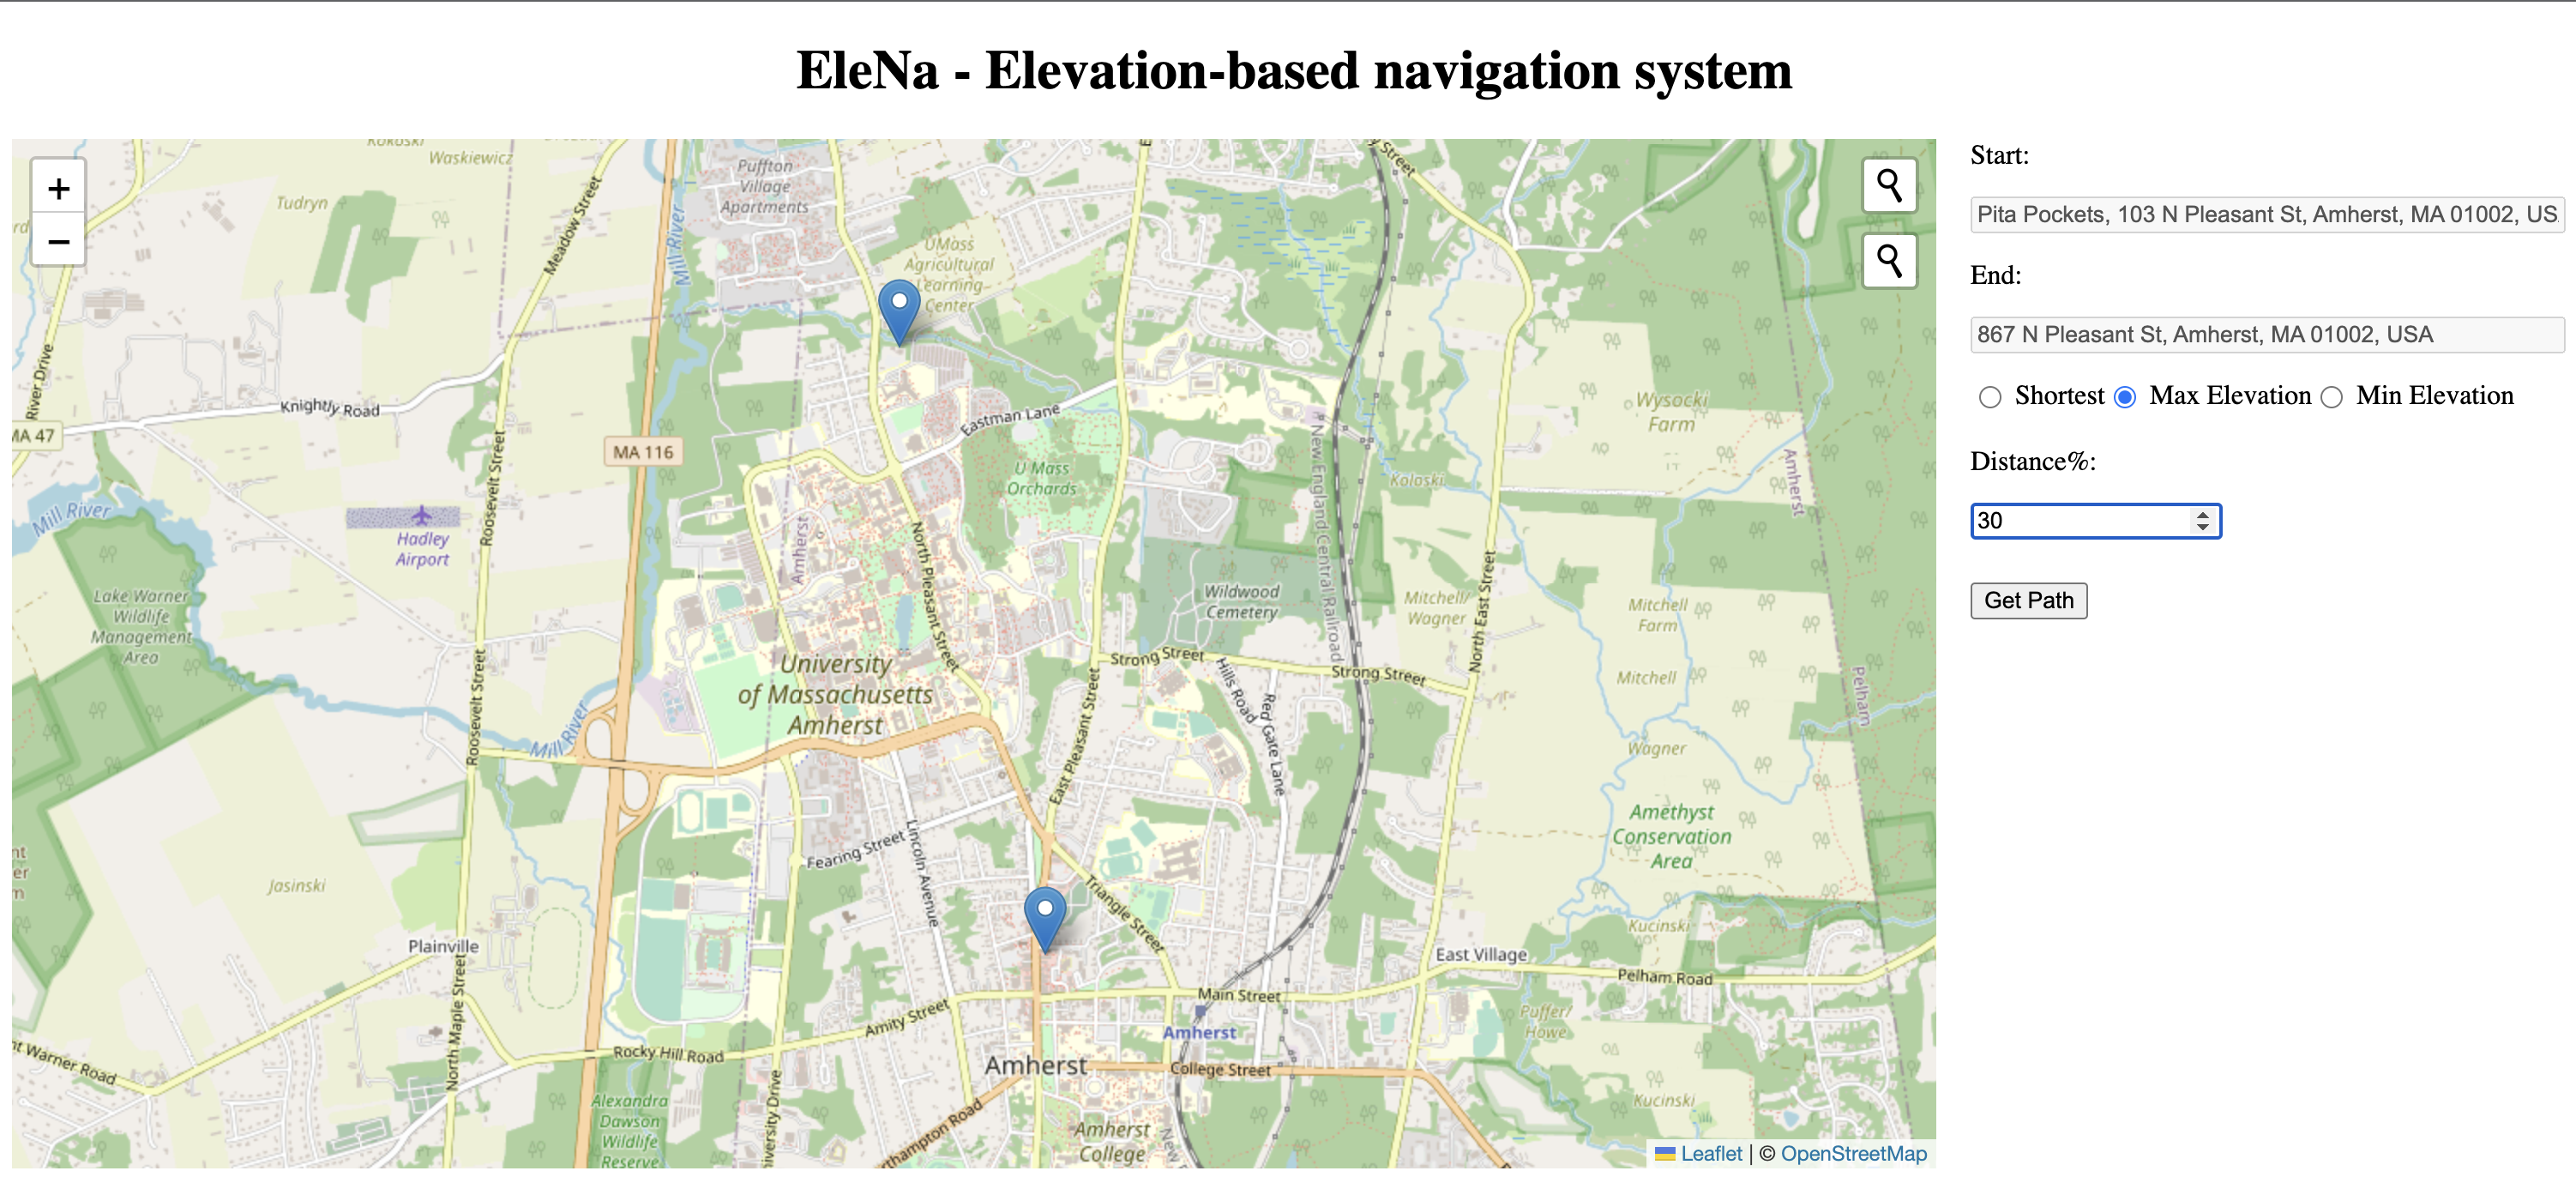 EleNa - Elevation-based navigation system
+
−
Kokoski
Waskiewicz
Tudryn
Meadow Street
Mill River
Puffton
Village
Apartments
UMass
Agricultural
Learning
Center
River Drive
Knightly Road
MA 47
Roosevelt Street
MA 116
Eastman Lane
U Mass
Orchards
Mill River
Hadley
Airport
Amherst
North Pleasant Street
New England Central Railroad
Koloski
Wysocki
Farm
Amherst
Lake Warner
Wildlife
Management
Area
Wildwood
Cemetery
Mitchell/
Wagner
North East Street
Mitchell
Farm
Mitchell
Pelham
University
of Massachusetts
Amherst
Strong Street
Strong Street
Hills Road
Red Gate Lane
East Pleasant Street
Roosevelt Street
Mill River
Wagner
Amethyst
Conservation
Area
Fearing Street
Lincoln Avenue
Triangle Street
Jasinski
Plainville
North Maple Street
Kucinski
East Village
Pelham Road
Main Street
Amity Street
Amherst
Puffer/
Howe
Rocky Hill Road
Amherst
College Street
nt Warner Road
Alexandra
Dawson
Wildlife
Reserve
iversity Drive
rthampton Road
Amherst
College
Kucinski
Leaflet | © OpenStreetMap
Start:
Pita Pockets, 103 N Pleasant St, Amherst, MA 01002, US
End:
867 N Pleasant St, Amherst, MA 01002, USA
Shortest Max Elevation Min Elevation
Distance%:
30
Get Path